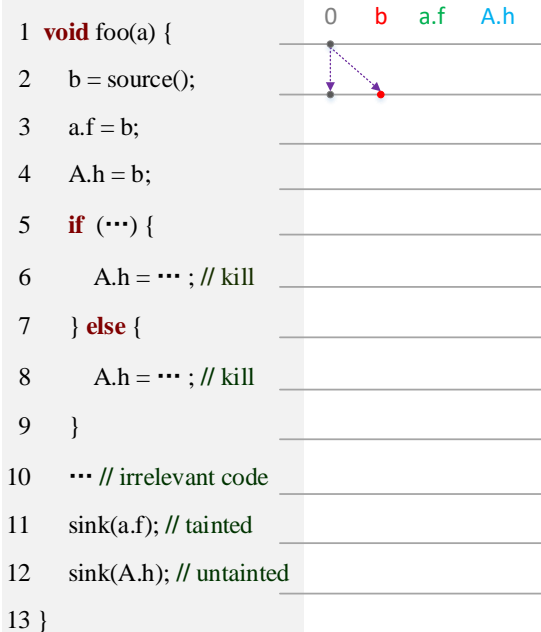 0 b a.f A.h
1 void foo(a) {
2 b = source();
3 a.f = b;
4 A.h = b;
5 if (···) {
6 A.h = ··· ; // kill
7 } else {
8 A.h = ··· ; // kill
9 }
10 ··· // irrelevant code
11 sink(a.f); // tainted
12 sink(A.h); // untainted
13 }